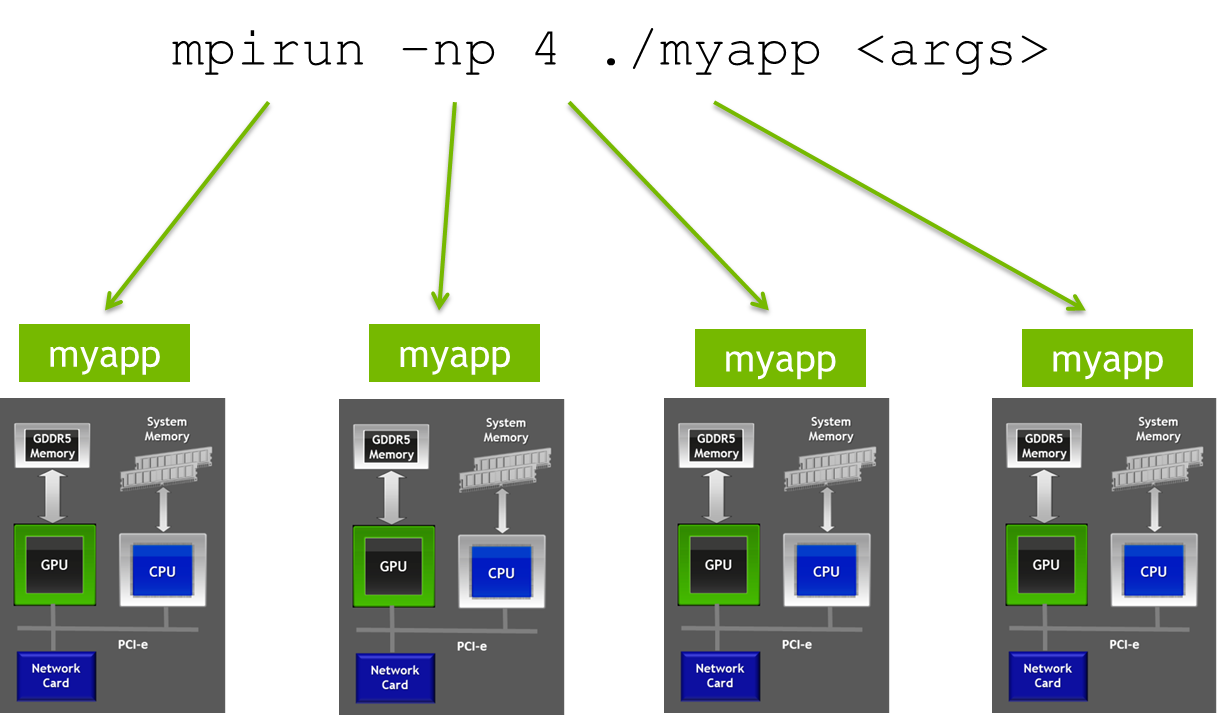 mpirun -np 4 ./myapp <args>
myapp
myapp
myapp
myapp
GDDR5
Memory
System
Memory
GPU
CPU
PCI-e
Network
Card
GDDR5
Memory
System
Memory
GPU
CPU
PCI-e
Network
Card
GDDR5
Memory
System
Memory
GPU
CPU
PCI-e
Network
Card
GDDR5
Memory
System
Memory
GPU
CPU
PCI-e
Network
Card